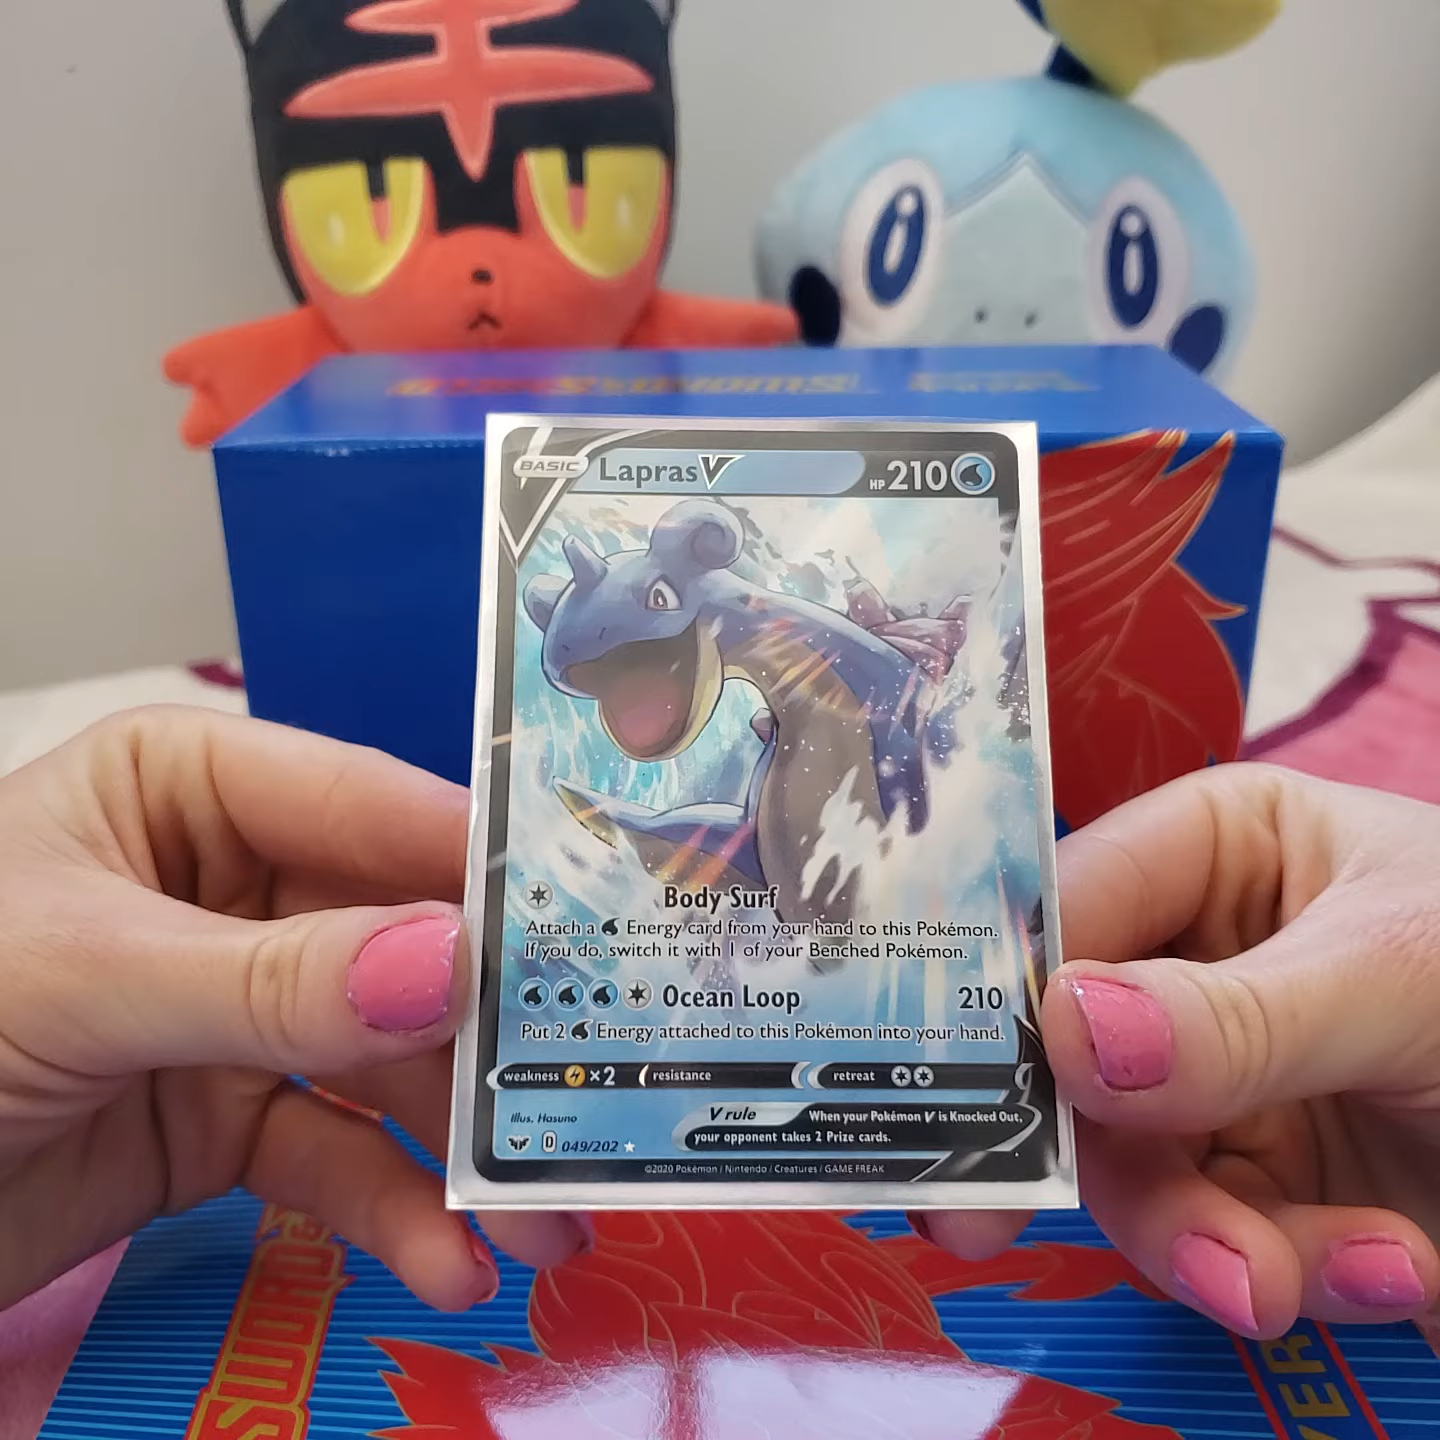 BASIC Lapras V HP 210
Body Surf
Attach a Energy card from your hand to this Pokémon.
If you do, switch it with 1 of your Benched Pokémon.
Ocean Loop 210
Put 2 Energy attached to this Pokémon into your hand.
weakness ×2 resistance retreat
Illus. Hasuno
V rule When your Pokémon V is Knocked Out,
your opponent takes 2 Prize cards.
D 049/202
©2020 Pokémon / Nintendo / Creatures / GAME FREAK
SWORD